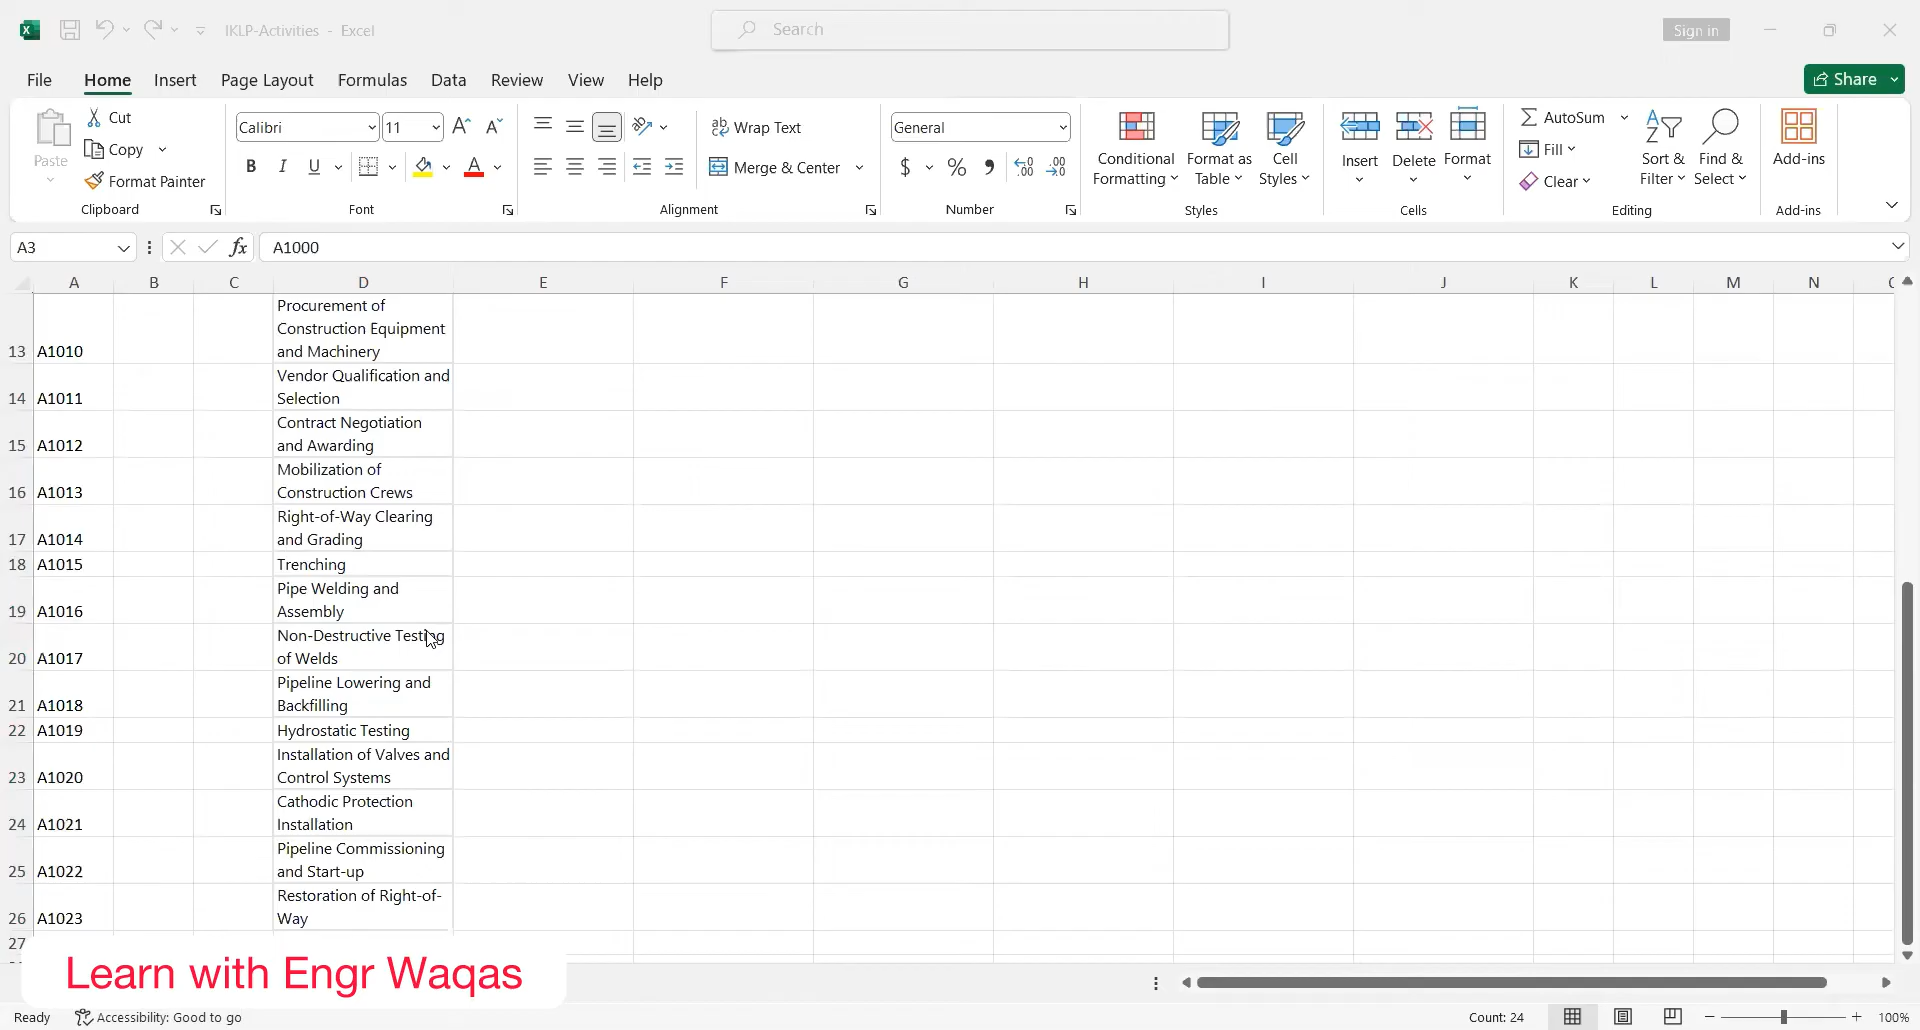 IKLP-Activities - Excel
Search
Sign in
File Home Insert Page Layout Formulas Data Review View Help
Share
Paste
Cut
Copy
Format Painter
Clipboard
Calibri 11
B I U A
Font
Wrap Text
Merge & Center
Alignment
General
$ % , .00
Number
Conditional Formatting
Format as Table
Cell Styles
Styles
Insert Delete Format
Cells
AutoSum
Fill
Clear
Sort & Filter
Find & Select
Editing
Add-ins
Add-ins
A3 fx A1000
A B C D E F G H I J K L M N
Procurement of
Construction Equipment
13 A1010 and Machinery
Vendor Qualification and
14 A1011 Selection
Contract Negotiation
15 A1012 and Awarding
Mobilization of
16 A1013 Construction Crews
Right-of-Way Clearing
17 A1014 and Grading
18 A1015 Trenching
Pipe Welding and
19 A1016 Assembly
Non-Destructive Testing
20 A1017 of Welds
Pipeline Lowering and
21 A1018 Backfilling
22 A1019 Hydrostatic Testing
Installation of Valves and
23 A1020 Control Systems
Cathodic Protection
24 A1021 Installation
Pipeline Commissioning
25 A1022 and Start-up
Restoration of Right-of-
26 A1023 Way
27
Learn with Engr Waqas
Ready Accessibility: Good to go Count: 24 100%